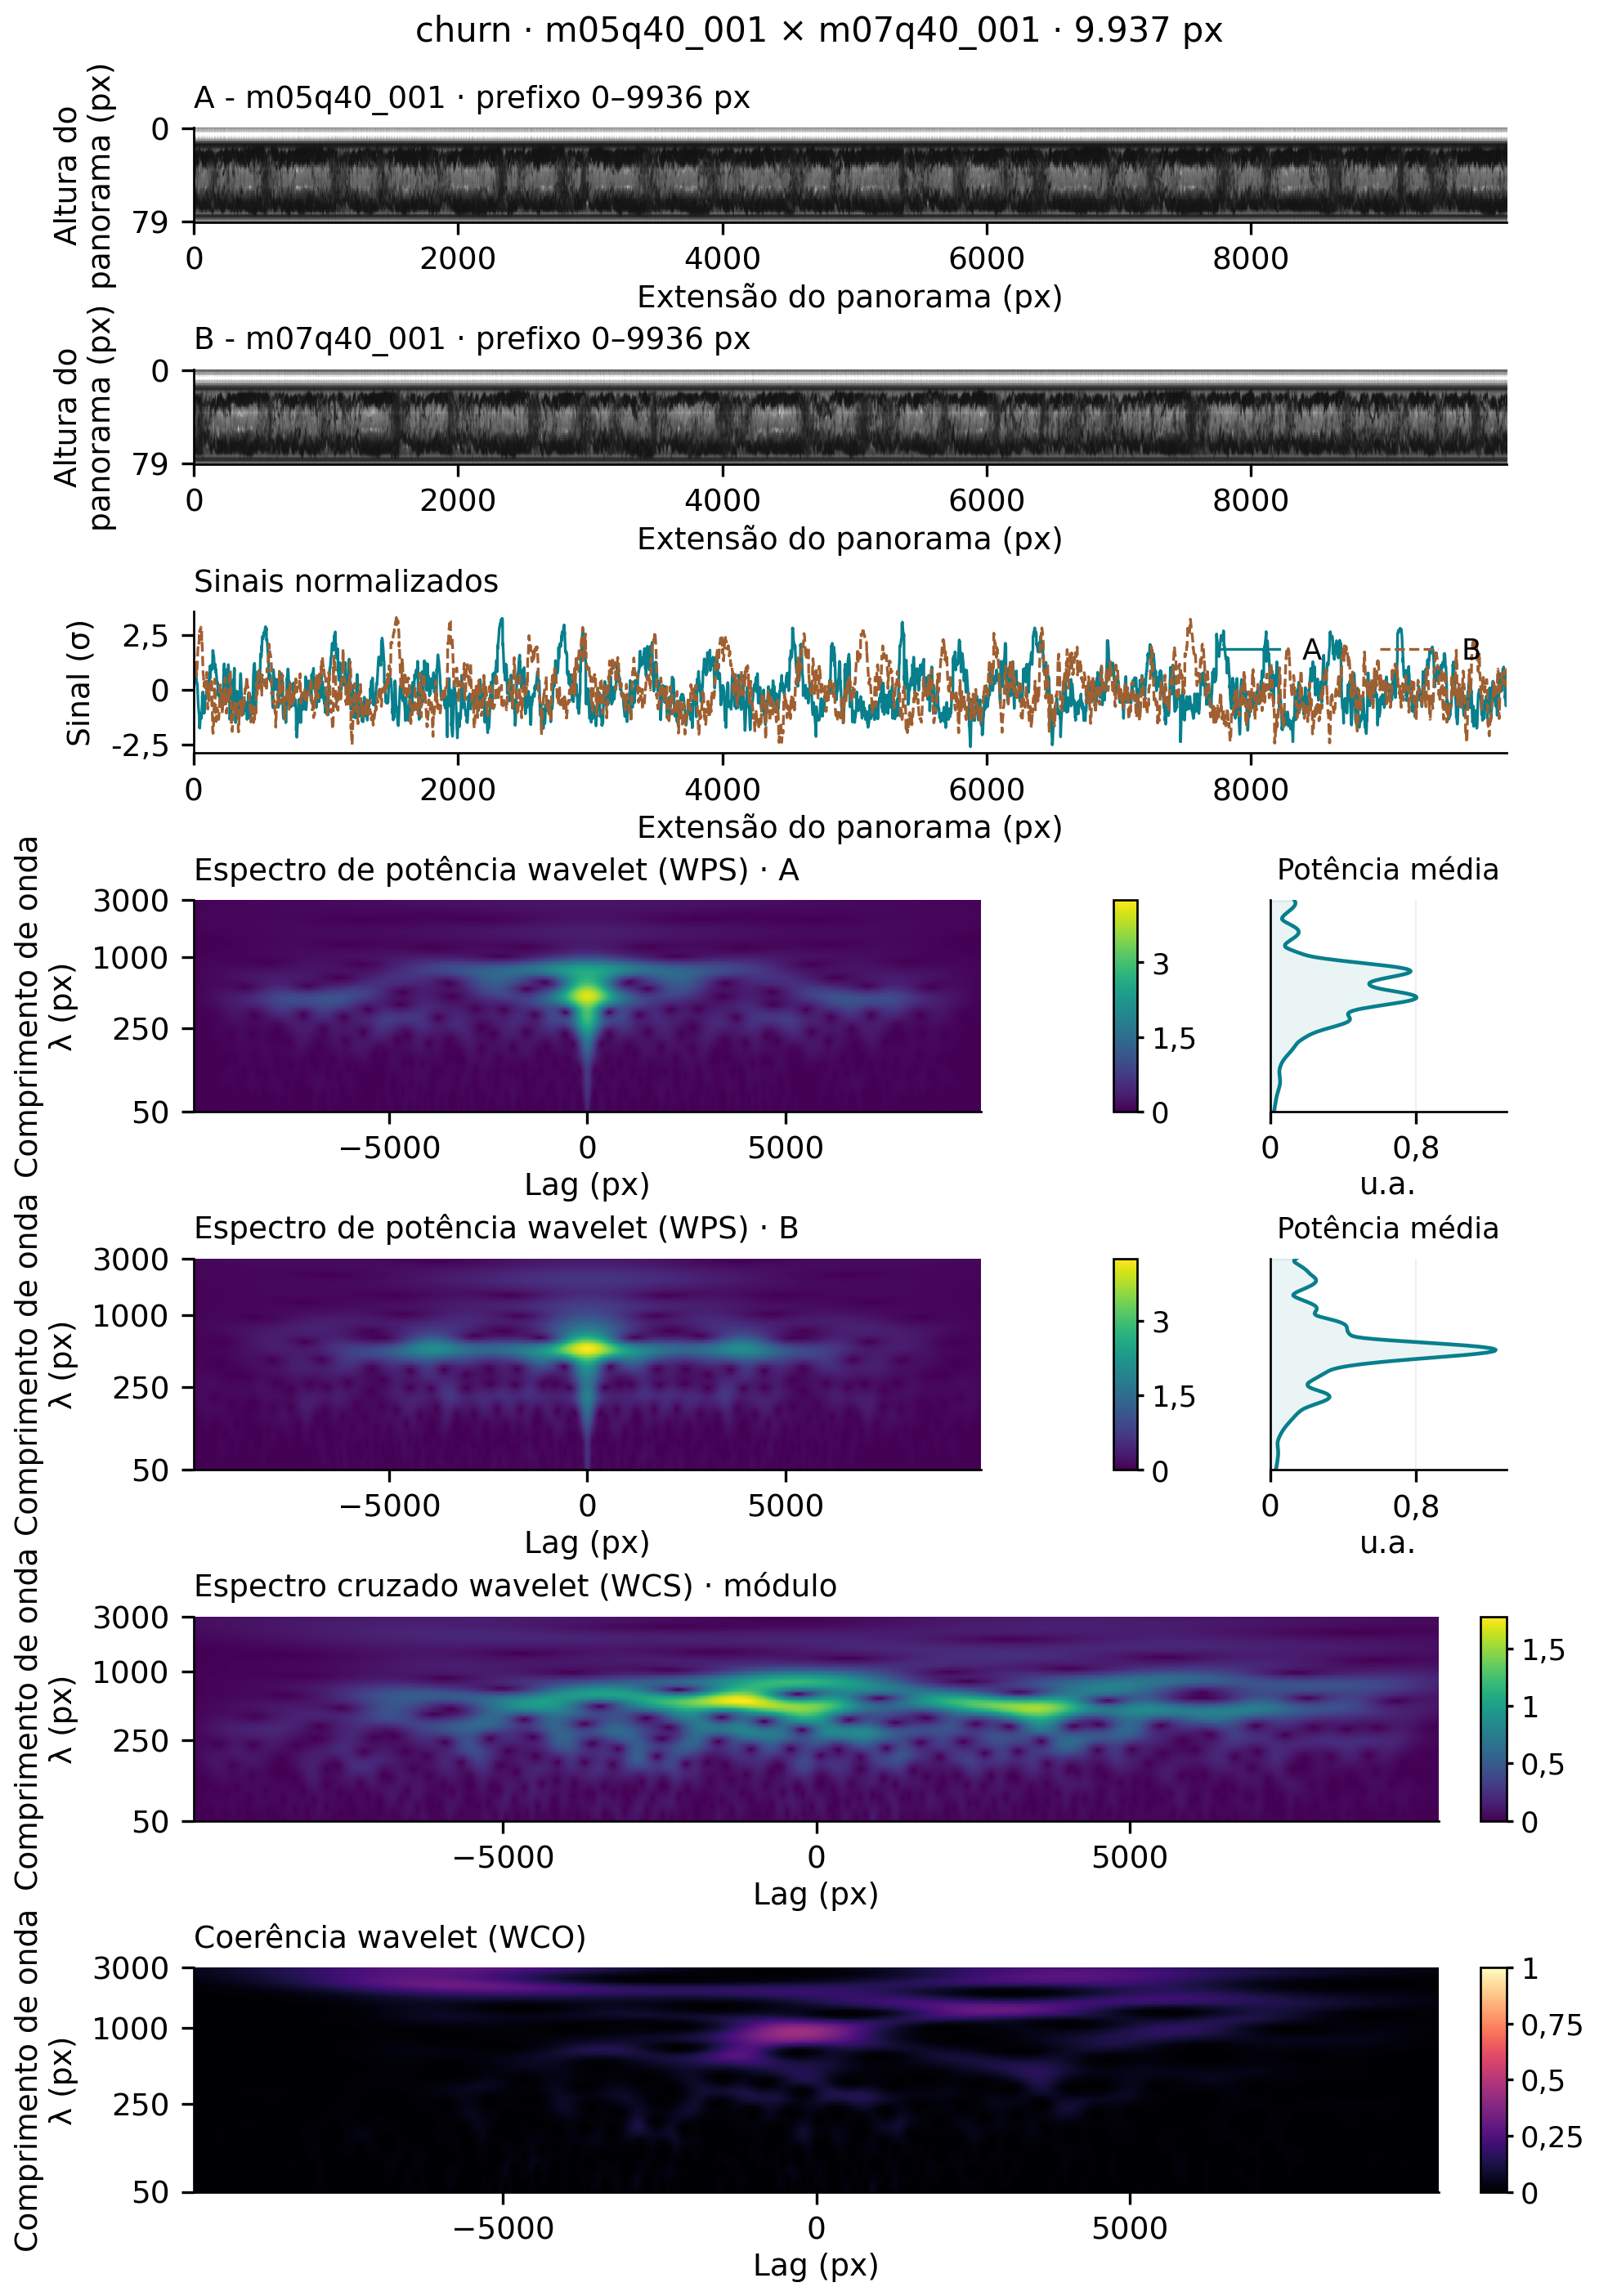 churn · m05q40_001 × m07q40_001 · 9.937 px
A - m05q40_001 · prefixo 0–9936 px
Altura do
panorama (px)
0
79
0 2000 4000 6000 8000
Extensão do panorama (px)
B - m07q40_001 · prefixo 0–9936 px
Altura do
panorama (px)
0
79
0 2000 4000 6000 8000
Extensão do panorama (px)
Sinais normalizados
Sinal (σ)
2,5
0
-2,5
A B
0 2000 4000 6000 8000
Extensão do panorama (px)
Espectro de potência wavelet (WPS) · A
Comprimento de onda
λ (px)
3000
1000
250
50
−5000 0 5000
Lag (px)
3
1,5
0
Potência média
0 0,8
u.a.
Espectro de potência wavelet (WPS) · B
Comprimento de onda
λ (px)
3000
1000
250
50
−5000 0 5000
Lag (px)
3
1,5
0
Potência média
0 0,8
u.a.
Espectro cruzado wavelet (WCS) · módulo
Comprimento de onda
λ (px)
3000
1000
250
50
−5000 0 5000
Lag (px)
1,5
1
0,5
0
Coerência wavelet (WCO)
Comprimento de onda
λ (px)
3000
1000
250
50
−5000 0 5000
Lag (px)
1
0,75
0,5
0,25
0